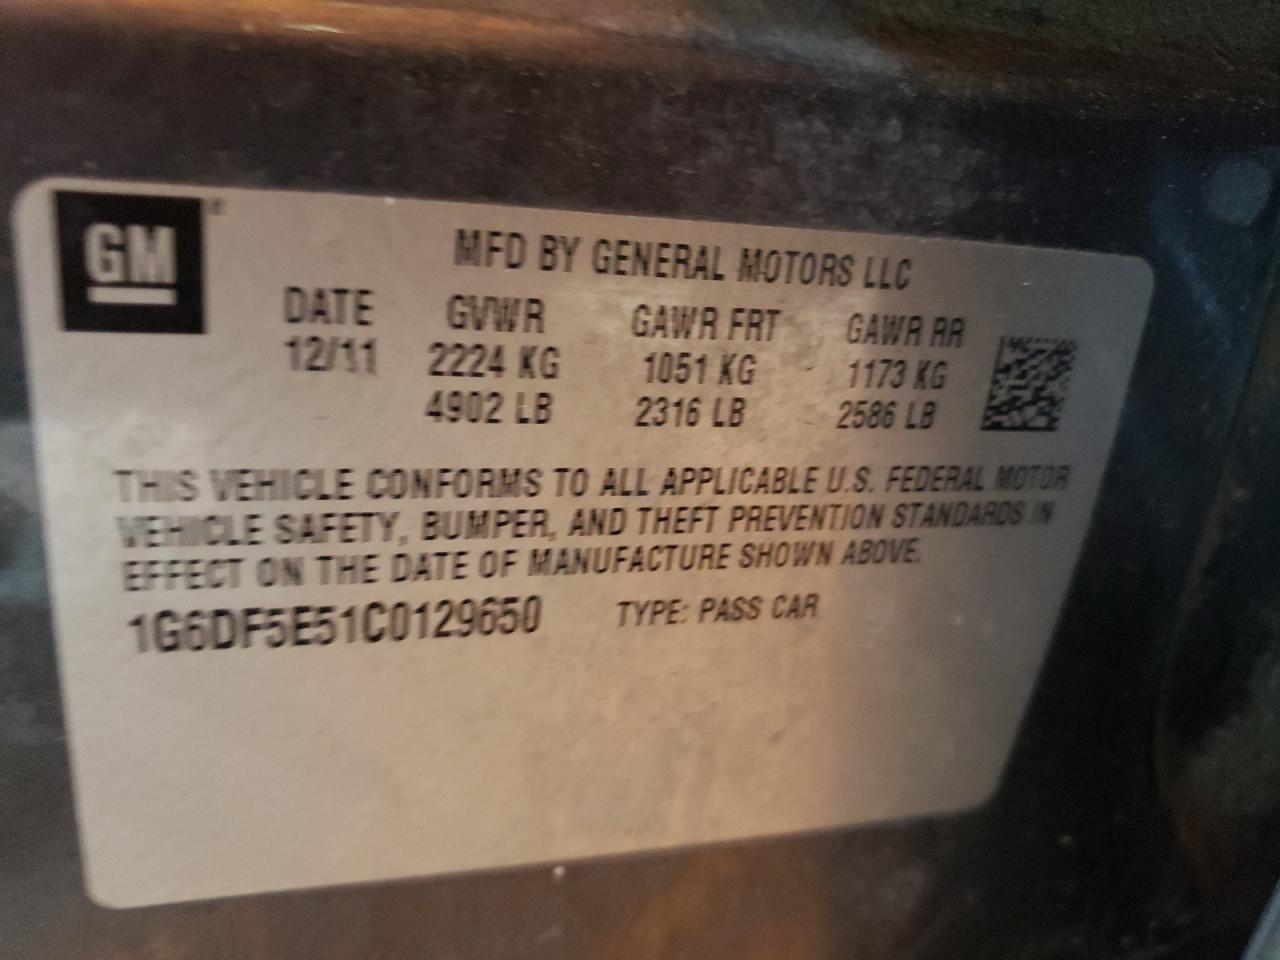 GM
MFD BY GENERAL MOTORS LLC
DATE GVWR GAWR FRT GAWR RR
12/11 2224 KG 1051 KG 1173 KG
4902 LB 2316 LB 2586 LB
THIS VEHICLE CONFORMS TO ALL APPLICABLE U.S. FEDERAL MOTOR
VEHICLE SAFETY, BUMPER, AND THEFT PREVENTION STANDARDS IN
EFFECT ON THE DATE OF MANUFACTURE SHOWN ABOVE.
1G6DF5E51C0129650 TYPE: PASS CAR